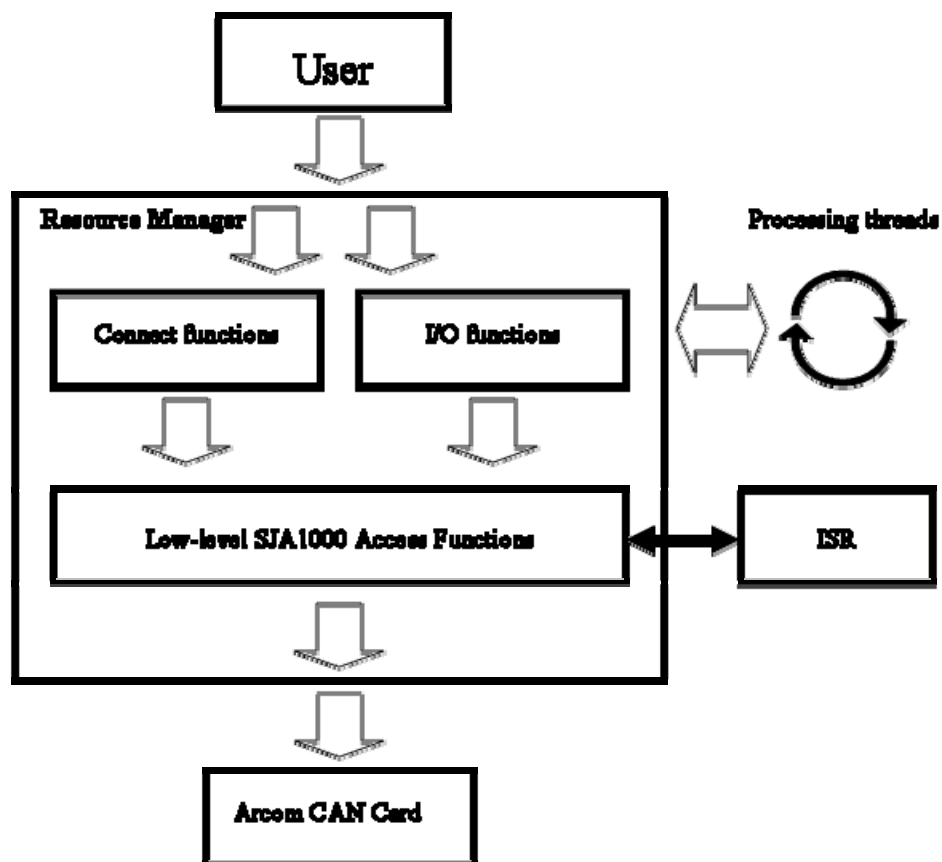 User
Resource Manager
Processing threads
Connect functions
I/O functions
Low-level SJA1000 Access Functions
ISR
Arcom CAN Card